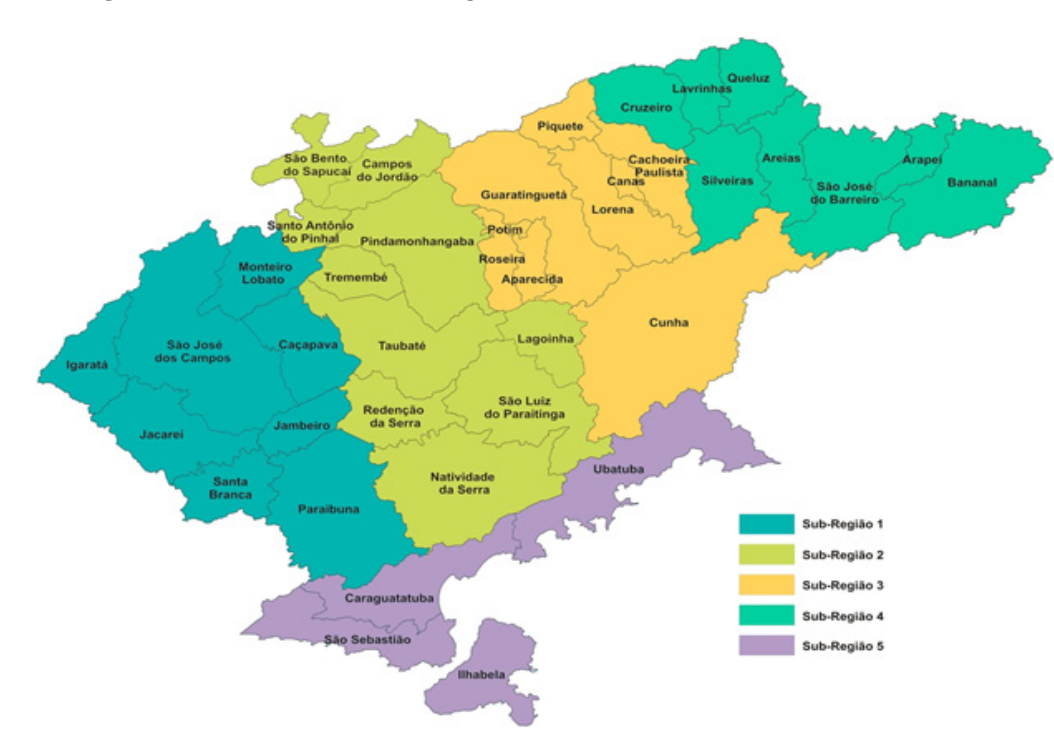 Queluz
Lavrinhas
Cruzeiro
Piquete
São Bento
do Sapucaí
Campos
do Jordão
Cachoeira
Paulista
Areias
Arapeí
Canas
Silveiras
São José
do Barreiro
Bananal
Guaratinguetá
Lorena
Santo Antônio
do Pinhal
Pindamonhangaba
Potim
Roseira
Aparecida
Monteiro
Lobato
Tremembé
Cunha
Igaratá
São José
dos Campos
Caçapava
Taubaté
Lagoinha
Redenção
da Serra
São Luiz
do Paraitinga
Jacareí
Jambeiro
Ubatuba
Santa
Branca
Natividade
da Serra
Paraibuna
Caraguatatuba
São Sebastião
Ilhabela
Sub-Região 1
Sub-Região 2
Sub-Região 3
Sub-Região 4
Sub-Região 5